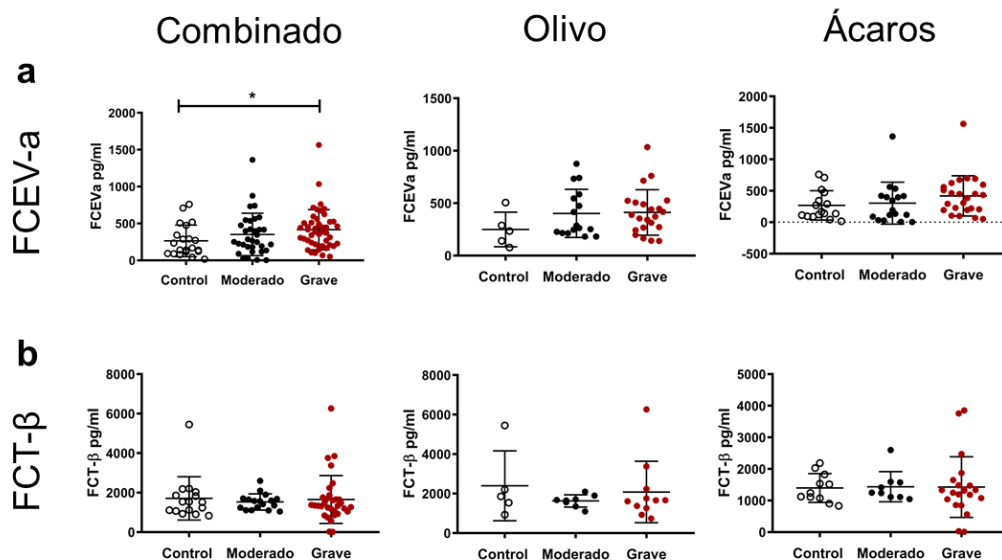 Combinado
Olivo
Ácaros
a
FCEV-a
FCEVa pg/ml
2000
1500
1000
500
0
*
Control Moderado Grave
FCEVa pg/ml
1500
1000
500
0
Control Moderado Grave
FCEVa pg/ml
2000
1500
1000
500
0
-500
Control Moderado Grave
b
FCT-β
FCT-β pg/ml
8000
6000
4000
2000
0
Control Moderado Grave
FCT-β pg/ml
8000
6000
4000
2000
0
Control Moderado Grave
FCT-β pg/ml
5000
4000
3000
2000
1000
0
Control Moderado Grave